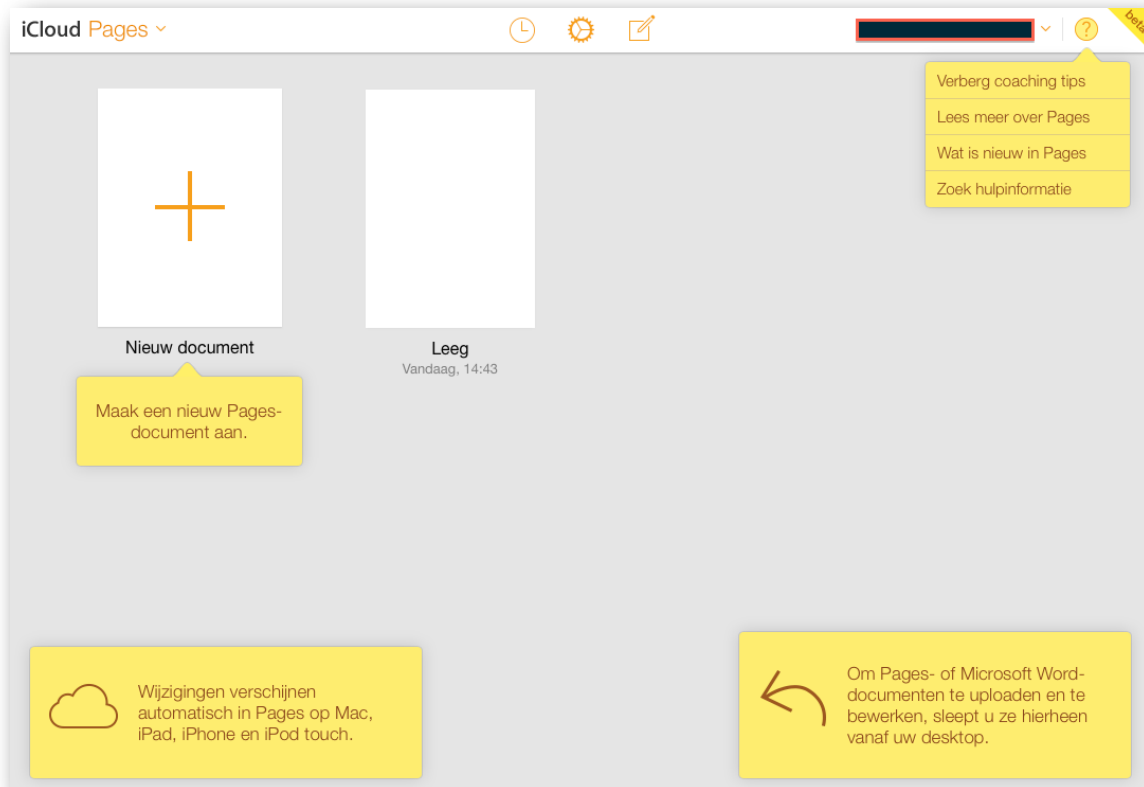 iCloud Pages
?
beta
Verberg coaching tips
Lees meer over Pages
Wat is nieuw in Pages
Zoek hulpinformatie
Nieuw document
Leeg
Vandaag, 14:43
Maak een nieuw Pages-
document aan.
Wijzigingen verschijnen
automatisch in Pages op Mac,
iPad, iPhone en iPod touch.
Om Pages- of Microsoft Word-
documenten te uploaden en te
bewerken, sleept u ze hierheen
vanaf uw desktop.